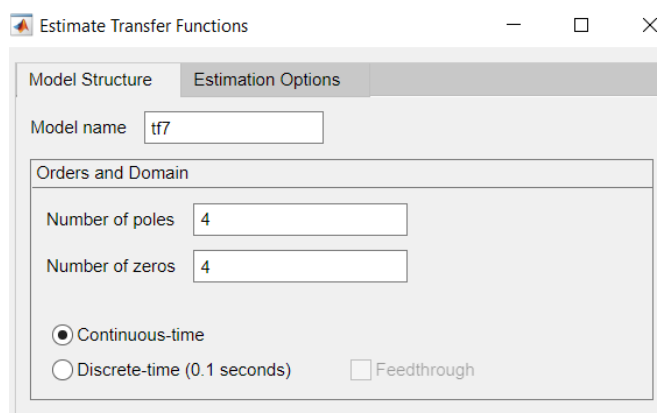 Estimate Transfer Functions
Model Structure Estimation Options
Model name tf7
Orders and Domain
Number of poles 4
Number of zeros 4
Continuous-time
Discrete-time (0.1 seconds) Feedthrough